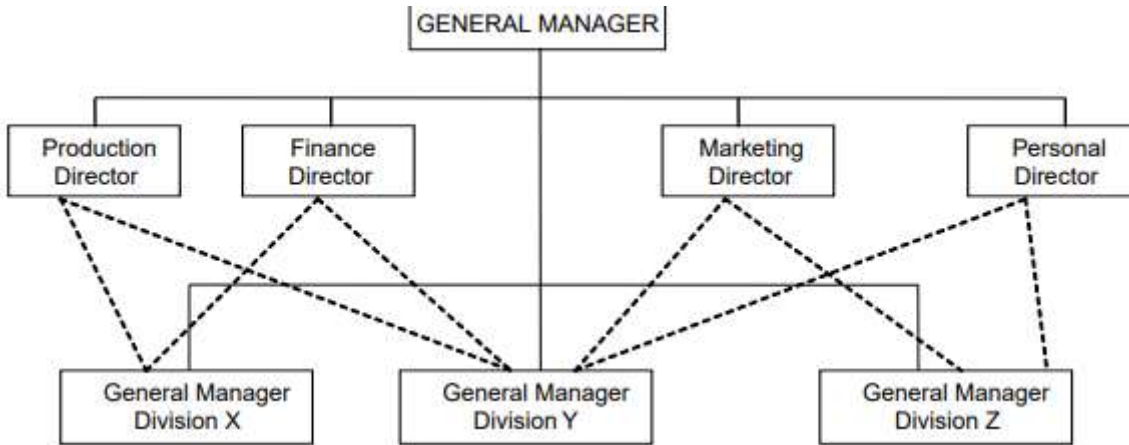 GENERAL MANAGER
Production
Director
Finance
Director
Marketing
Director
Personal
Director
General Manager
Division X
General Manager
Division Y
General Manager
Division Z